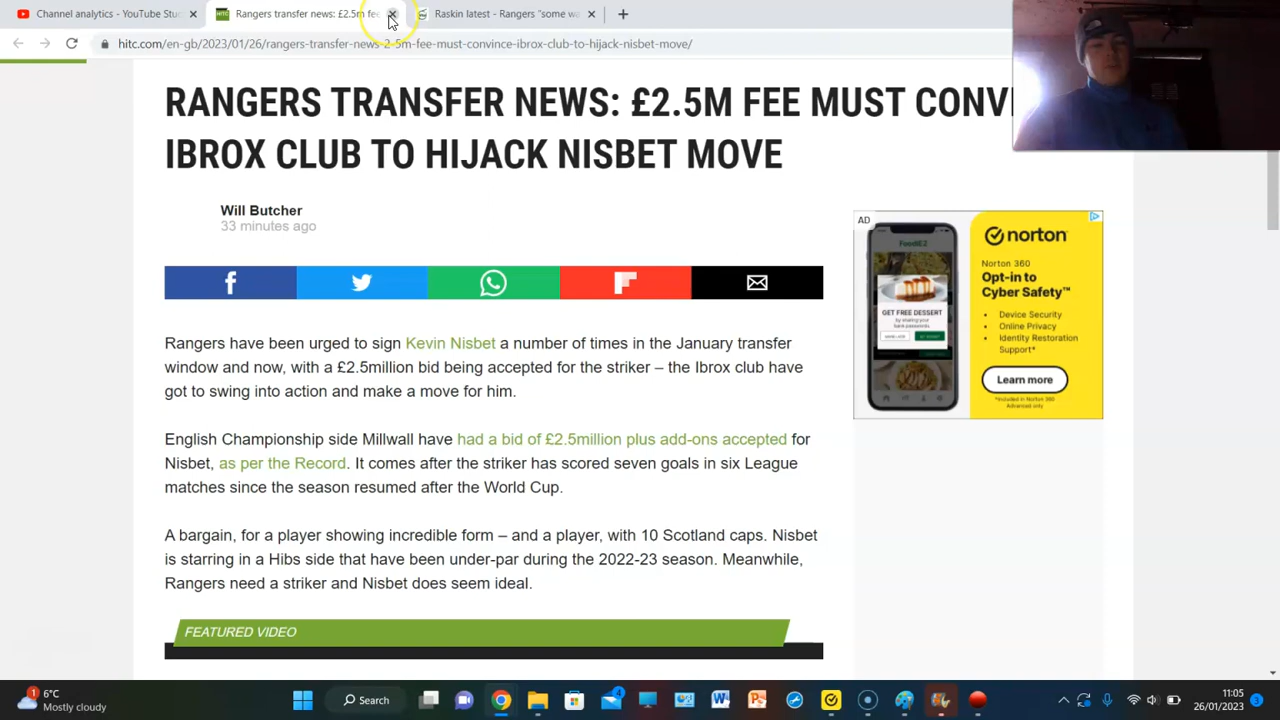 Channel analytics - YouTube Stu
Rangers transfer news: £2.5m fee
Raskin latest - Rangers "some wa
hitc.com/en-gb/2023/01/26/rangers-transfer-news-2-5m-fee-must-convince-ibrox-club-to-hijack-nisbet-move/
RANGERS TRANSFER NEWS: £2.5M FEE MUST CONVI
IBROX CLUB TO HIJACK NISBET MOVE
Will Butcher
33 minutes ago
AD
Rangers have been urged to sign Kevin Nisbet a number of times in the January transfer
window and now, with a £2.5million bid being accepted for the striker – the Ibrox club have
got to swing into action and make a move for him.
English Championship side Millwall have had a bid of £2.5million plus add-ons accepted for
Nisbet, as per the Record. It comes after the striker has scored seven goals in six League
matches since the season resumed after the World Cup.
A bargain, for a player showing incredible form – and a player, with 10 Scotland caps. Nisbet
is starring in a Hibs side that have been under-par during the 2022-23 season. Meanwhile,
Rangers need a striker and Nisbet does seem ideal.
FEATURED VIDEO
GET FREE DESSERT
norton
Norton 360
Opt-in to
Cyber Safety™
• Device Security
• Online Privacy
• Identity Restoration
Support*
Learn more
1
6°C
Mostly cloudy
Search
4
11:05
26/01/2023